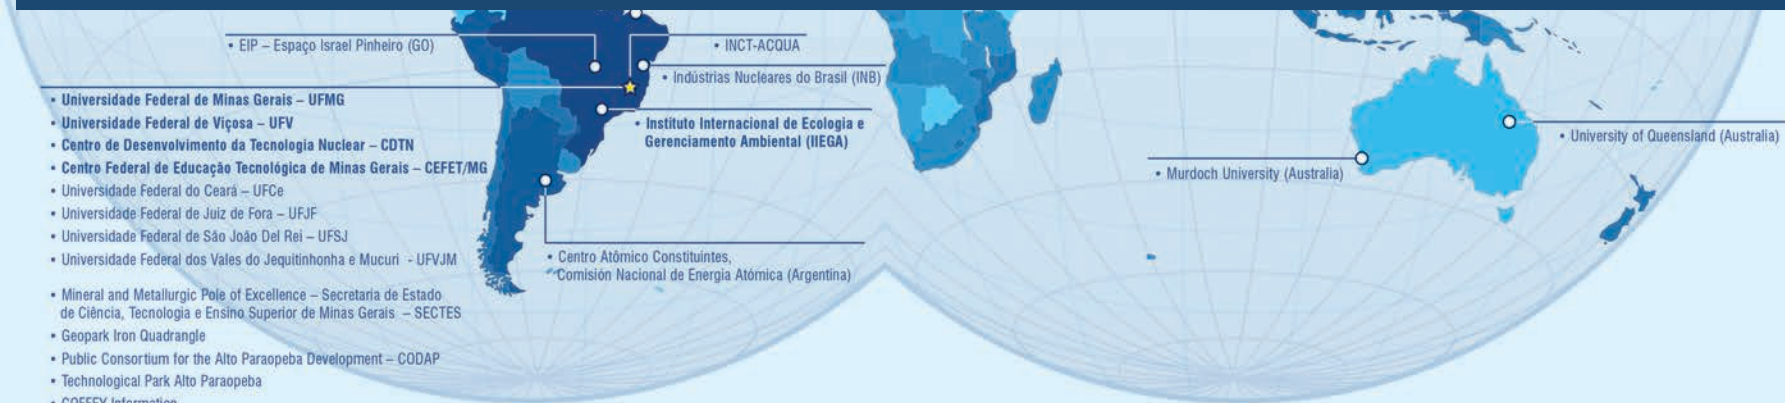 • EIP – Espaço Israel Pinheiro (GO)
• INCT-ACQUA
• Indústrias Nucleares do Brasil (INB)
• Universidade Federal de Minas Gerais – UFMG
• Universidade Federal de Viçosa – UFV
• Centro de Desenvolvimento da Tecnologia Nuclear – CDTN
• Centro Federal de Educação Tecnológica de Minas Gerais – CEFET/MG
• Universidade Federal do Ceará – UFCe
• Universidade Federal de Juiz de Fora – UFJF
• Universidade Federal de São João Del Rei – UFSJ
• Universidade Federal dos Vales do Jequitinhonha e Mucuri - UFVJM
• Mineral and Metallurgic Pole of Excellence – Secretaria de Estado
de Ciência, Tecnologia e Ensino Superior de Minas Gerais – SECTES
• Geopark Iron Quadrangle
• Public Consortium for the Alto Paraopeba Development – CODAP
• Technological Park Alto Paraopeba
• COFFEY Information
• Instituto Internacional de Ecologia e
Gerenciamento Ambiental (IIEGA)
• Centro Atômico Constituintes,
Comisión Nacional de Energia Atómica (Argentina)
• Murdoch University (Australia)
• University of Queensland (Australia)